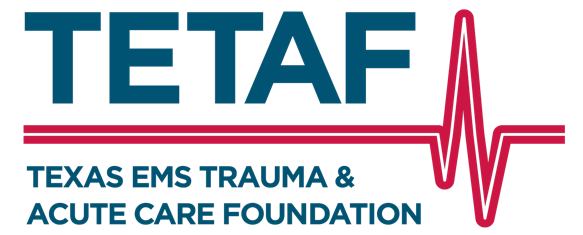 TETAF
TEXAS EMS TRAUMA &
ACUTE CARE FOUNDATION